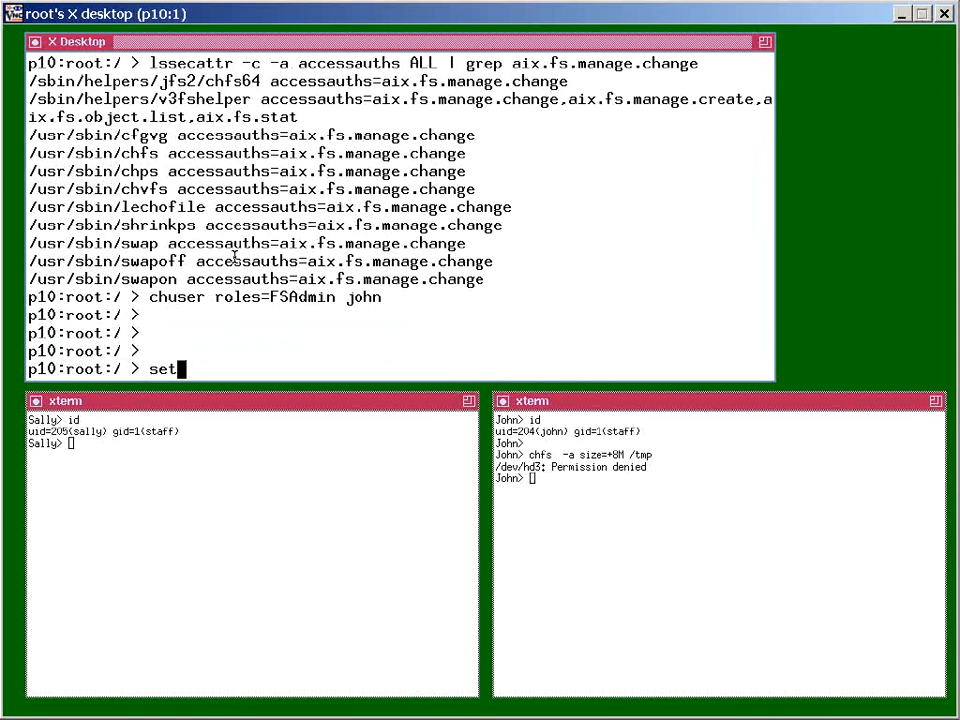 root's X desktop (p10:1)
X Desktop
p10:root:/ > lssecattr -c -a accessauths ALL | grep aix.fs.manage.change
/sbin/helpers/jfs2/chfs64 accessauths=aix.fs.manage.change
/sbin/helpers/v3fshelper accessauths=aix.fs.manage.change,aix.fs.manage.create,a
ix.fs.object.list,aix.fs.stat
/usr/sbin/cfgvg accessauths=aix.fs.manage.change
/usr/sbin/chfs accessauths=aix.fs.manage.change
/usr/sbin/chps accessauths=aix.fs.manage.change
/usr/sbin/chvfs accessauths=aix.fs.manage.change
/usr/sbin/lechofile accessauths=aix.fs.manage.change
/usr/sbin/shrinkps accessauths=aix.fs.manage.change
/usr/sbin/swap accessauths=aix.fs.manage.change
/usr/sbin/swapoff accessauths=aix.fs.manage.change
/usr/sbin/swapon accessauths=aix.fs.manage.change
p10:root:/ > chuser roles=FSAdmin john
p10:root:/ >
p10:root:/ >
p10:root:/ >
p10:root:/ > set
xterm
Sally> id
uid=205(sally) gid=1(staff)
Sally>
xterm
John> id
uid=204(john) gid=1(staff)
John>
John> chfs  -a size=+8M /tmp
/dev/hd3: Permission denied
John>